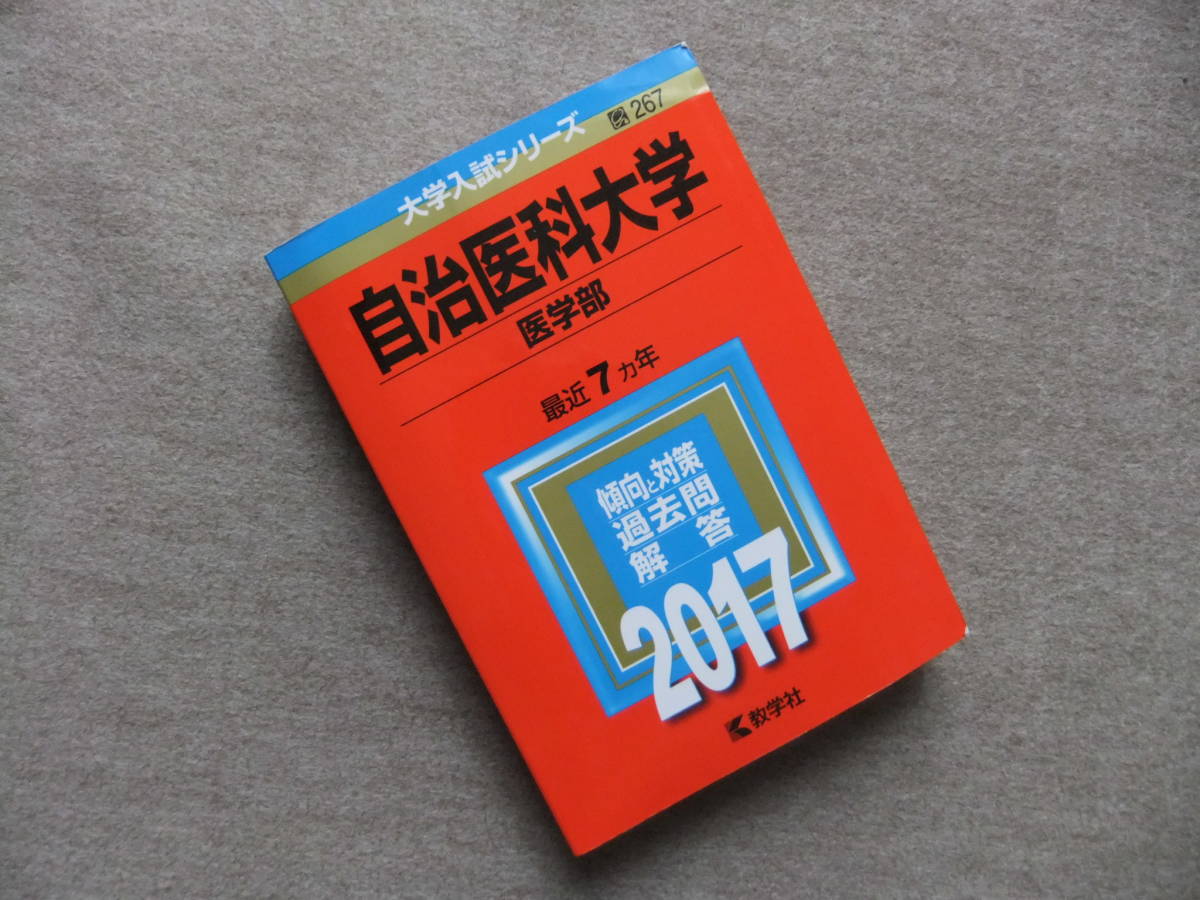 大学入試シリーズ
267
自治医科大学
医学部
最近7ヵ年
傾向と対策
過去問
解答
2017
教学社